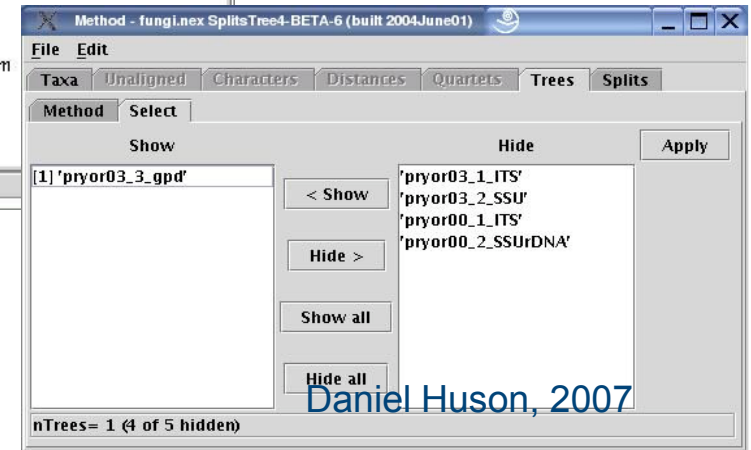 Method - fungi.nex SplitsTree4-BETA-6 (built 2004June01)
File Edit
m
Taxa Unaligned Characters Distances Quartets Trees Splits
Method Select
Show Hide Apply
[1] 'pryor03_3_gpd'
< Show
Hide >
Show all
Hide all
'pryor03_1_ITS'
'pryor03_2_SSU'
'pryor00_1_ITS'
'pryor00_2_SSUrDNA'
Daniel Huson, 2007
nTrees= 1 (4 of 5 hidden)